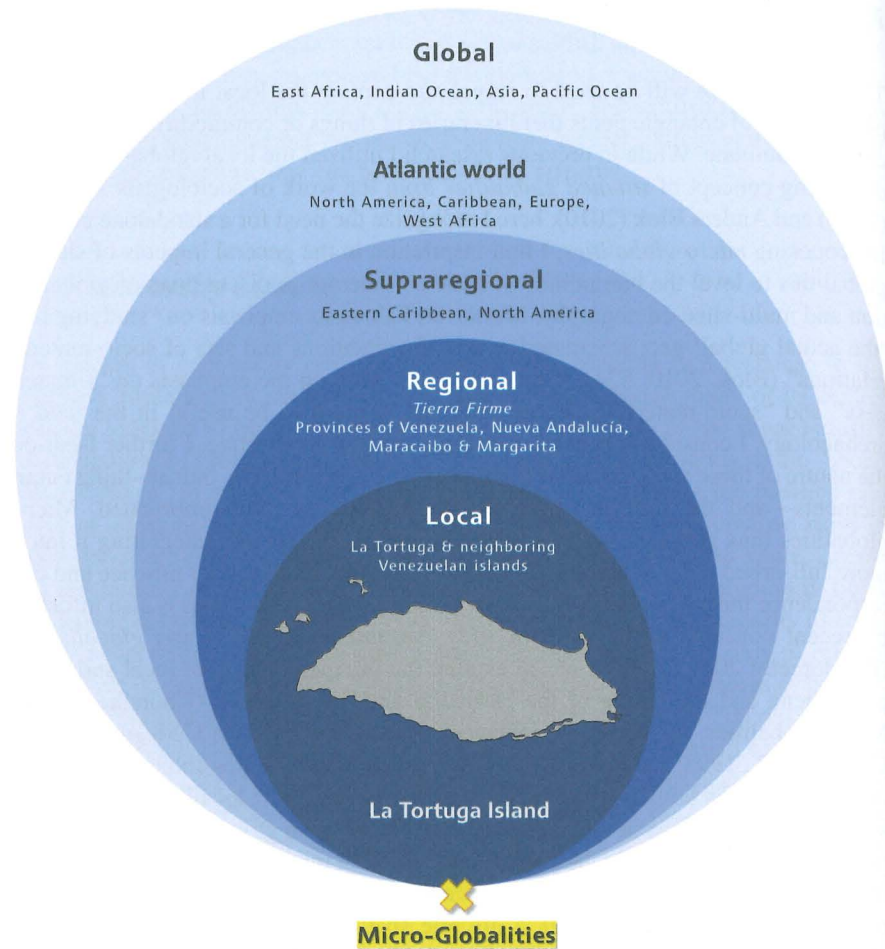 Global
East Africa, Indian Ocean, Asia, Pacific Ocean
Atlantic world
North America, Caribbean, Europe,
West Africa
Supraregional
Eastern Caribbean, North America
Regional
Tierra Firme
Provinces of Venezuela, Nueva Andalucía,
Maracaibo & Margarita
Local
La Tortuga & neighboring
Venezuelan islands
La Tortuga Island
Micro-Globalities